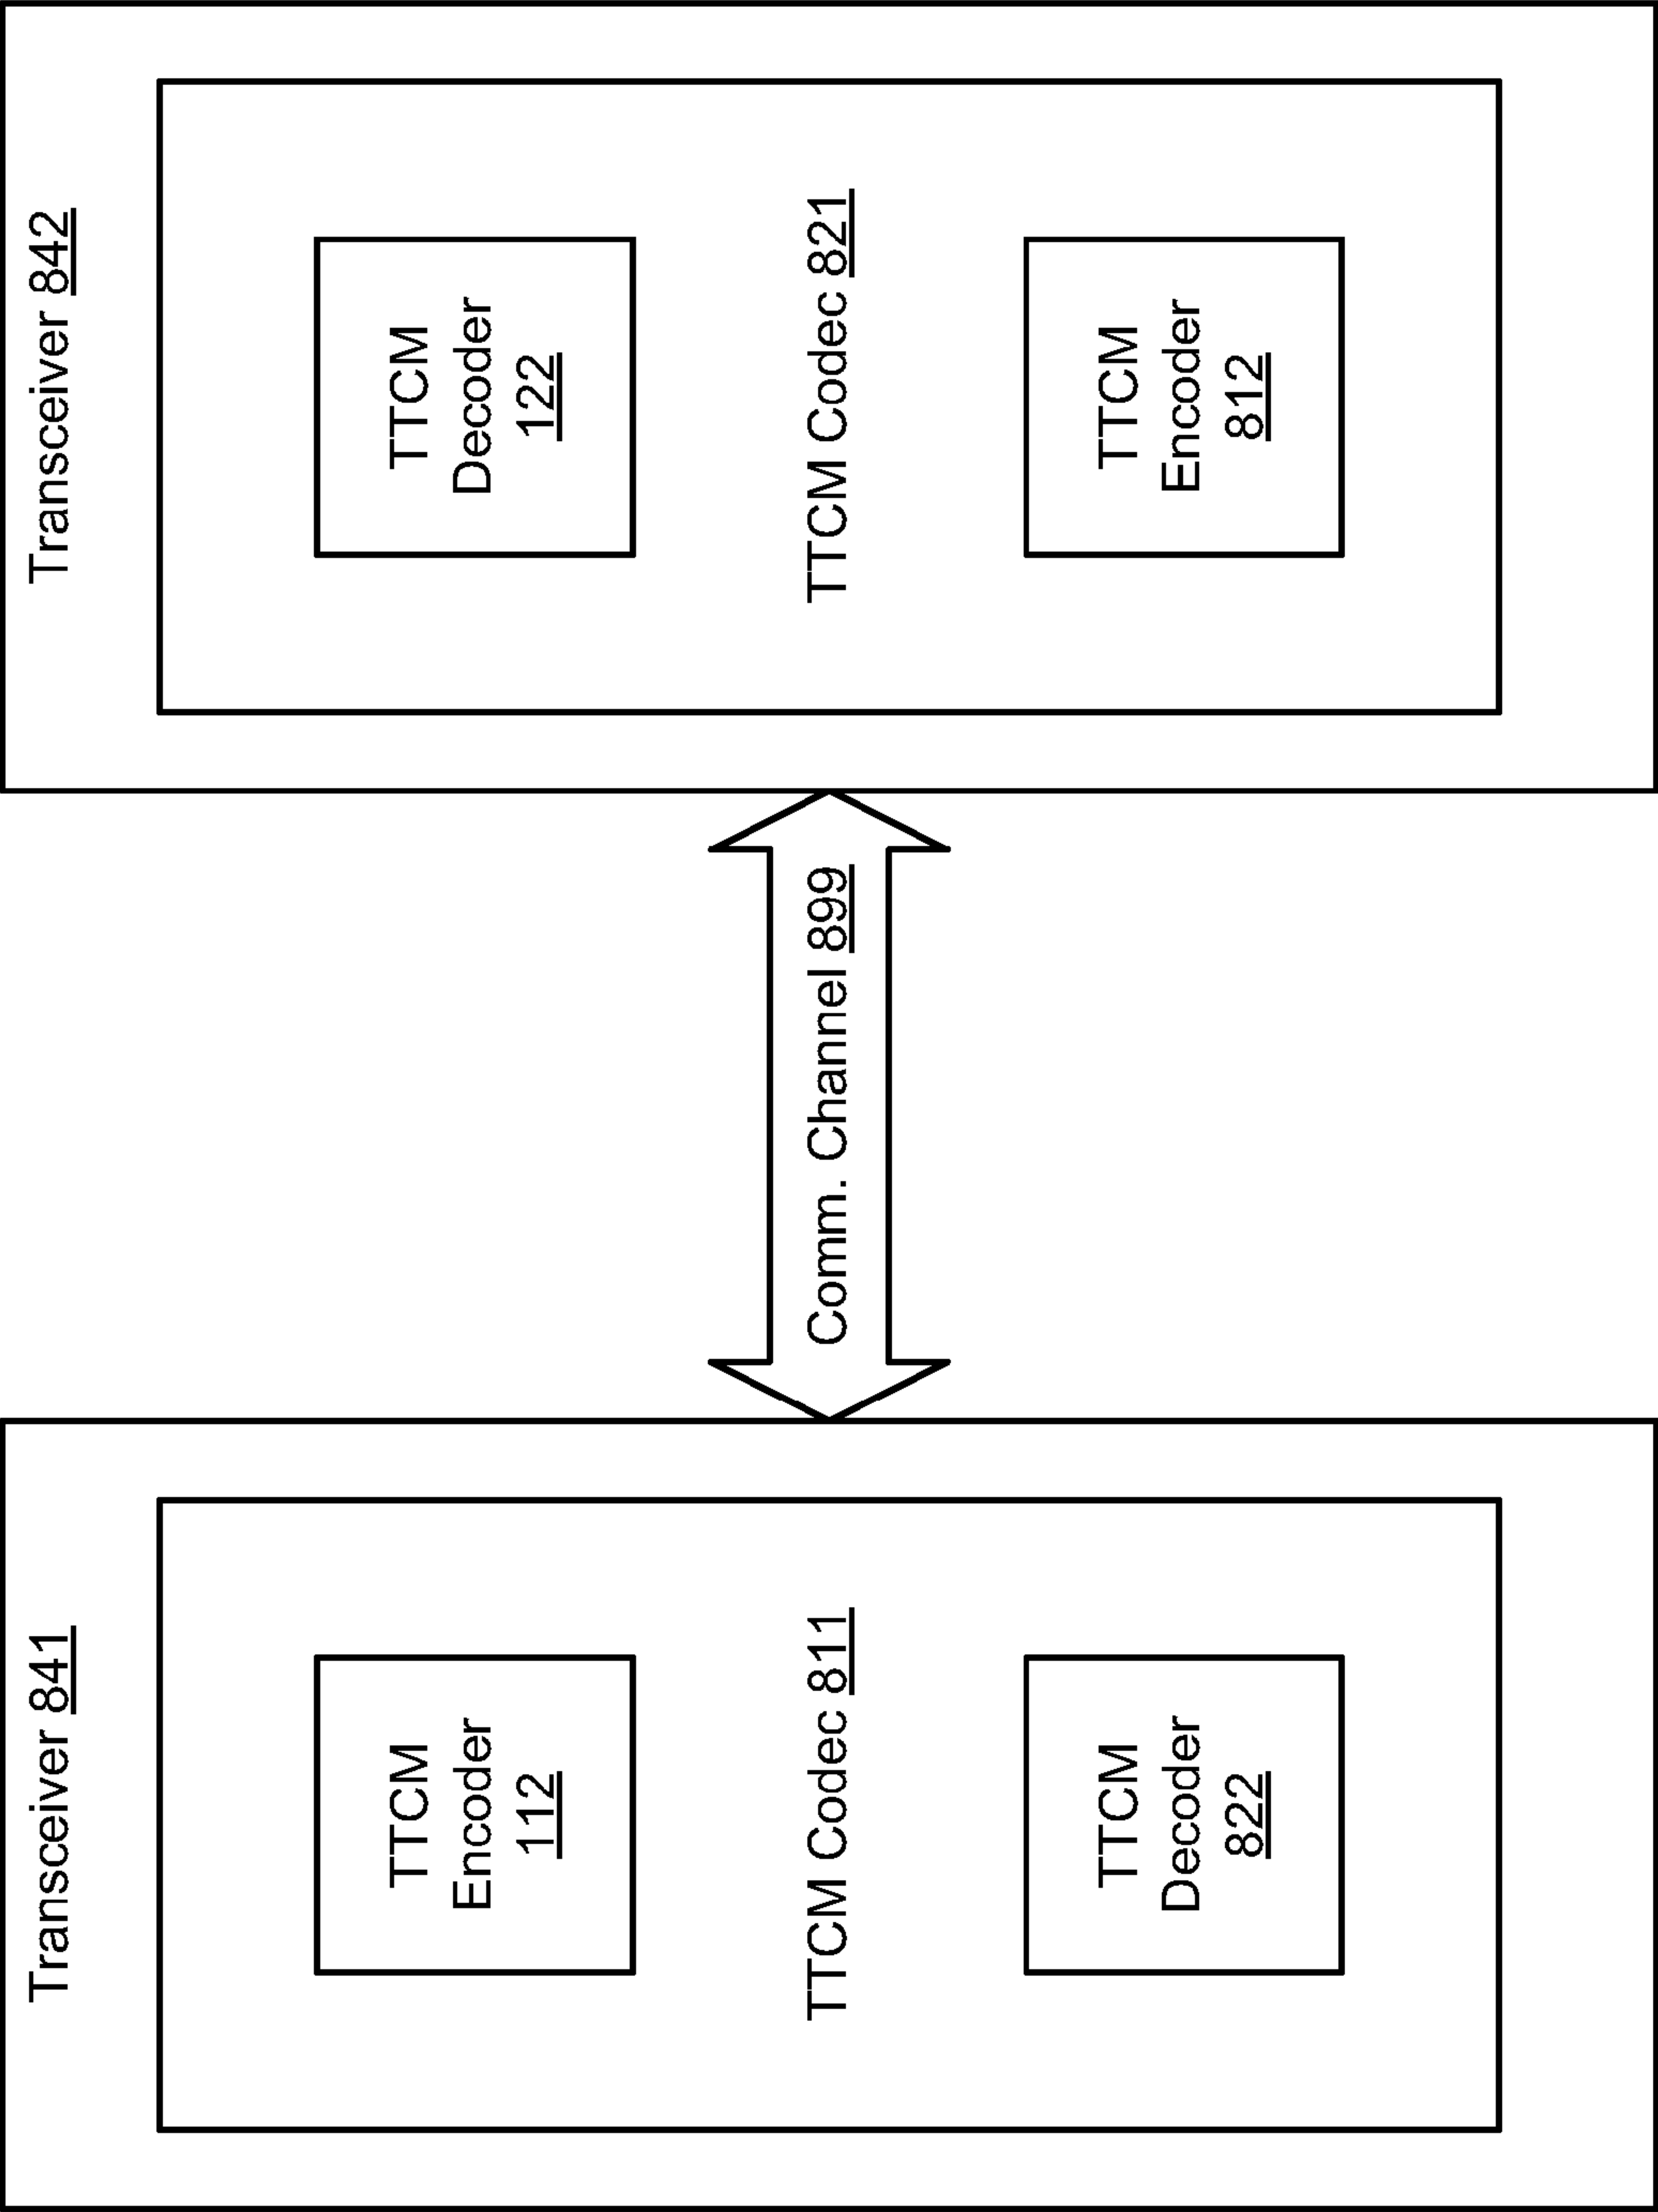 Transceiver 841
TTCM
Encoder
112
TTCM Codec 811
TTCM
Decoder
822
Comm. Channel 899
Transceiver 842
TTCM
Decoder
122
TTCM Codec 821
TTCM
Encoder
812